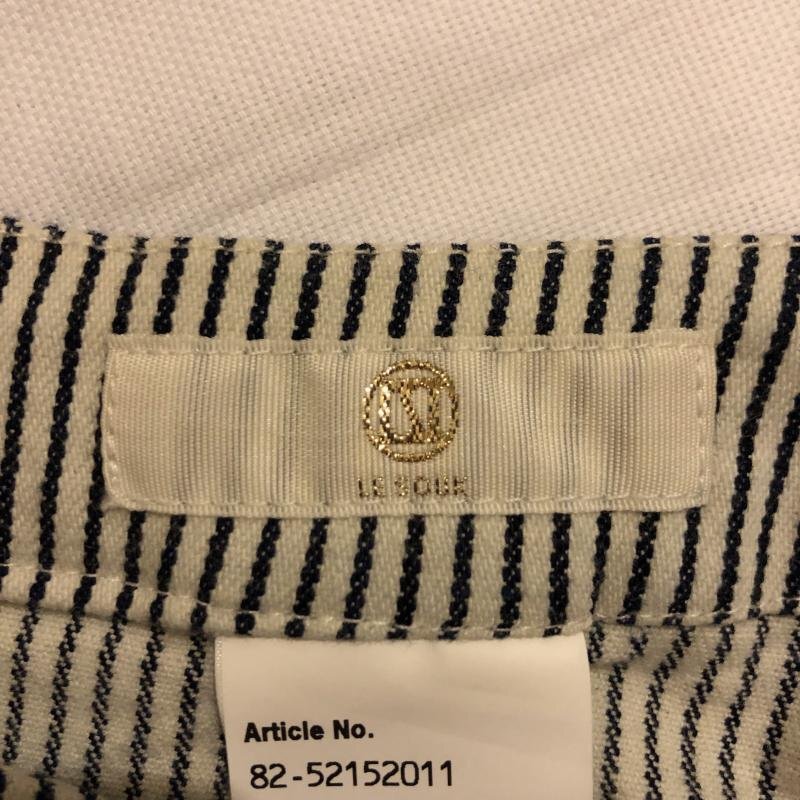 LE SOUK
Article No.
82-52152011